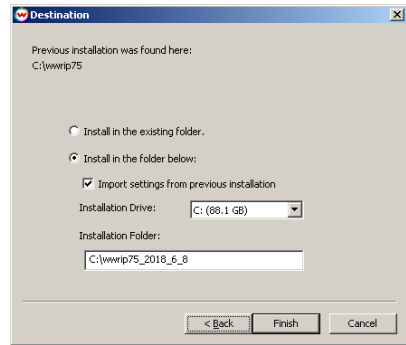 Destination
Previous installation was found here:
C:\wwrip75
Install in the existing folder.
Install in the folder below:
Import settings from previous installation
Installation Drive:
C: (88.1 GB)
Installation Folder:
C:\wwrip75_2018_6_8
< Back
Finish
Cancel